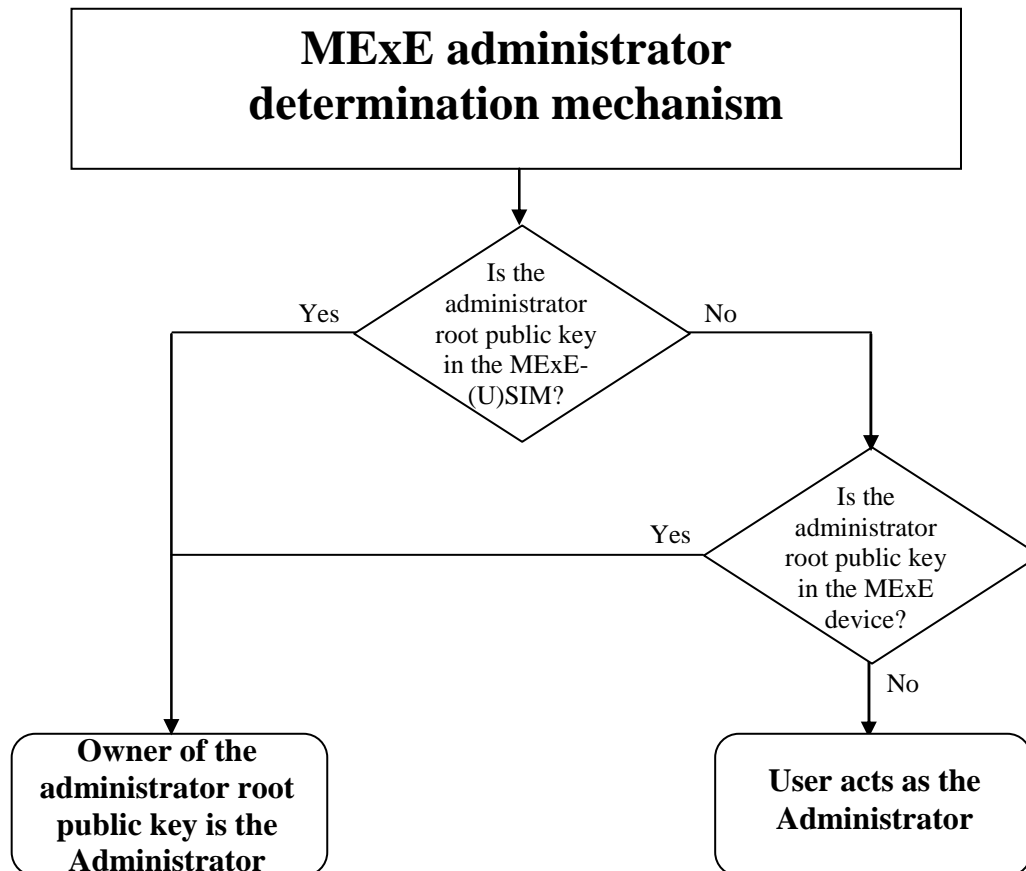 MExE administrator
determination mechanism
Is the
administrator
root public key
in the MExE-
(U)SIM?
Yes
No
Is the
administrator
root public key
in the MExE
device?
Yes
No
Owner of the
administrator root
public key is the
Administrator
User acts as the
Administrator